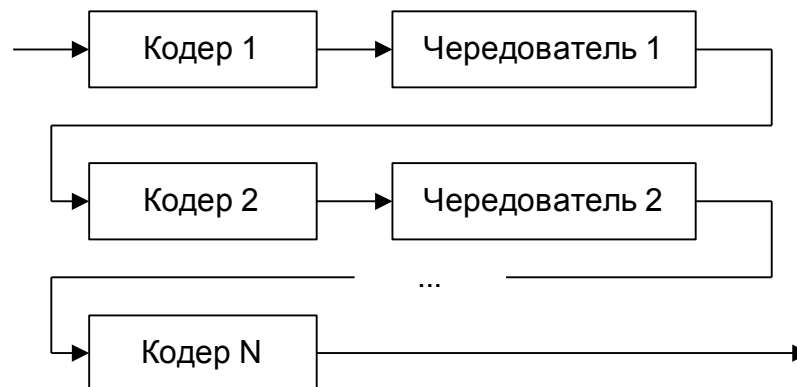 Кодер 1
Чередователь 1
Кодер 2
Чередователь 2
...
Кодер N